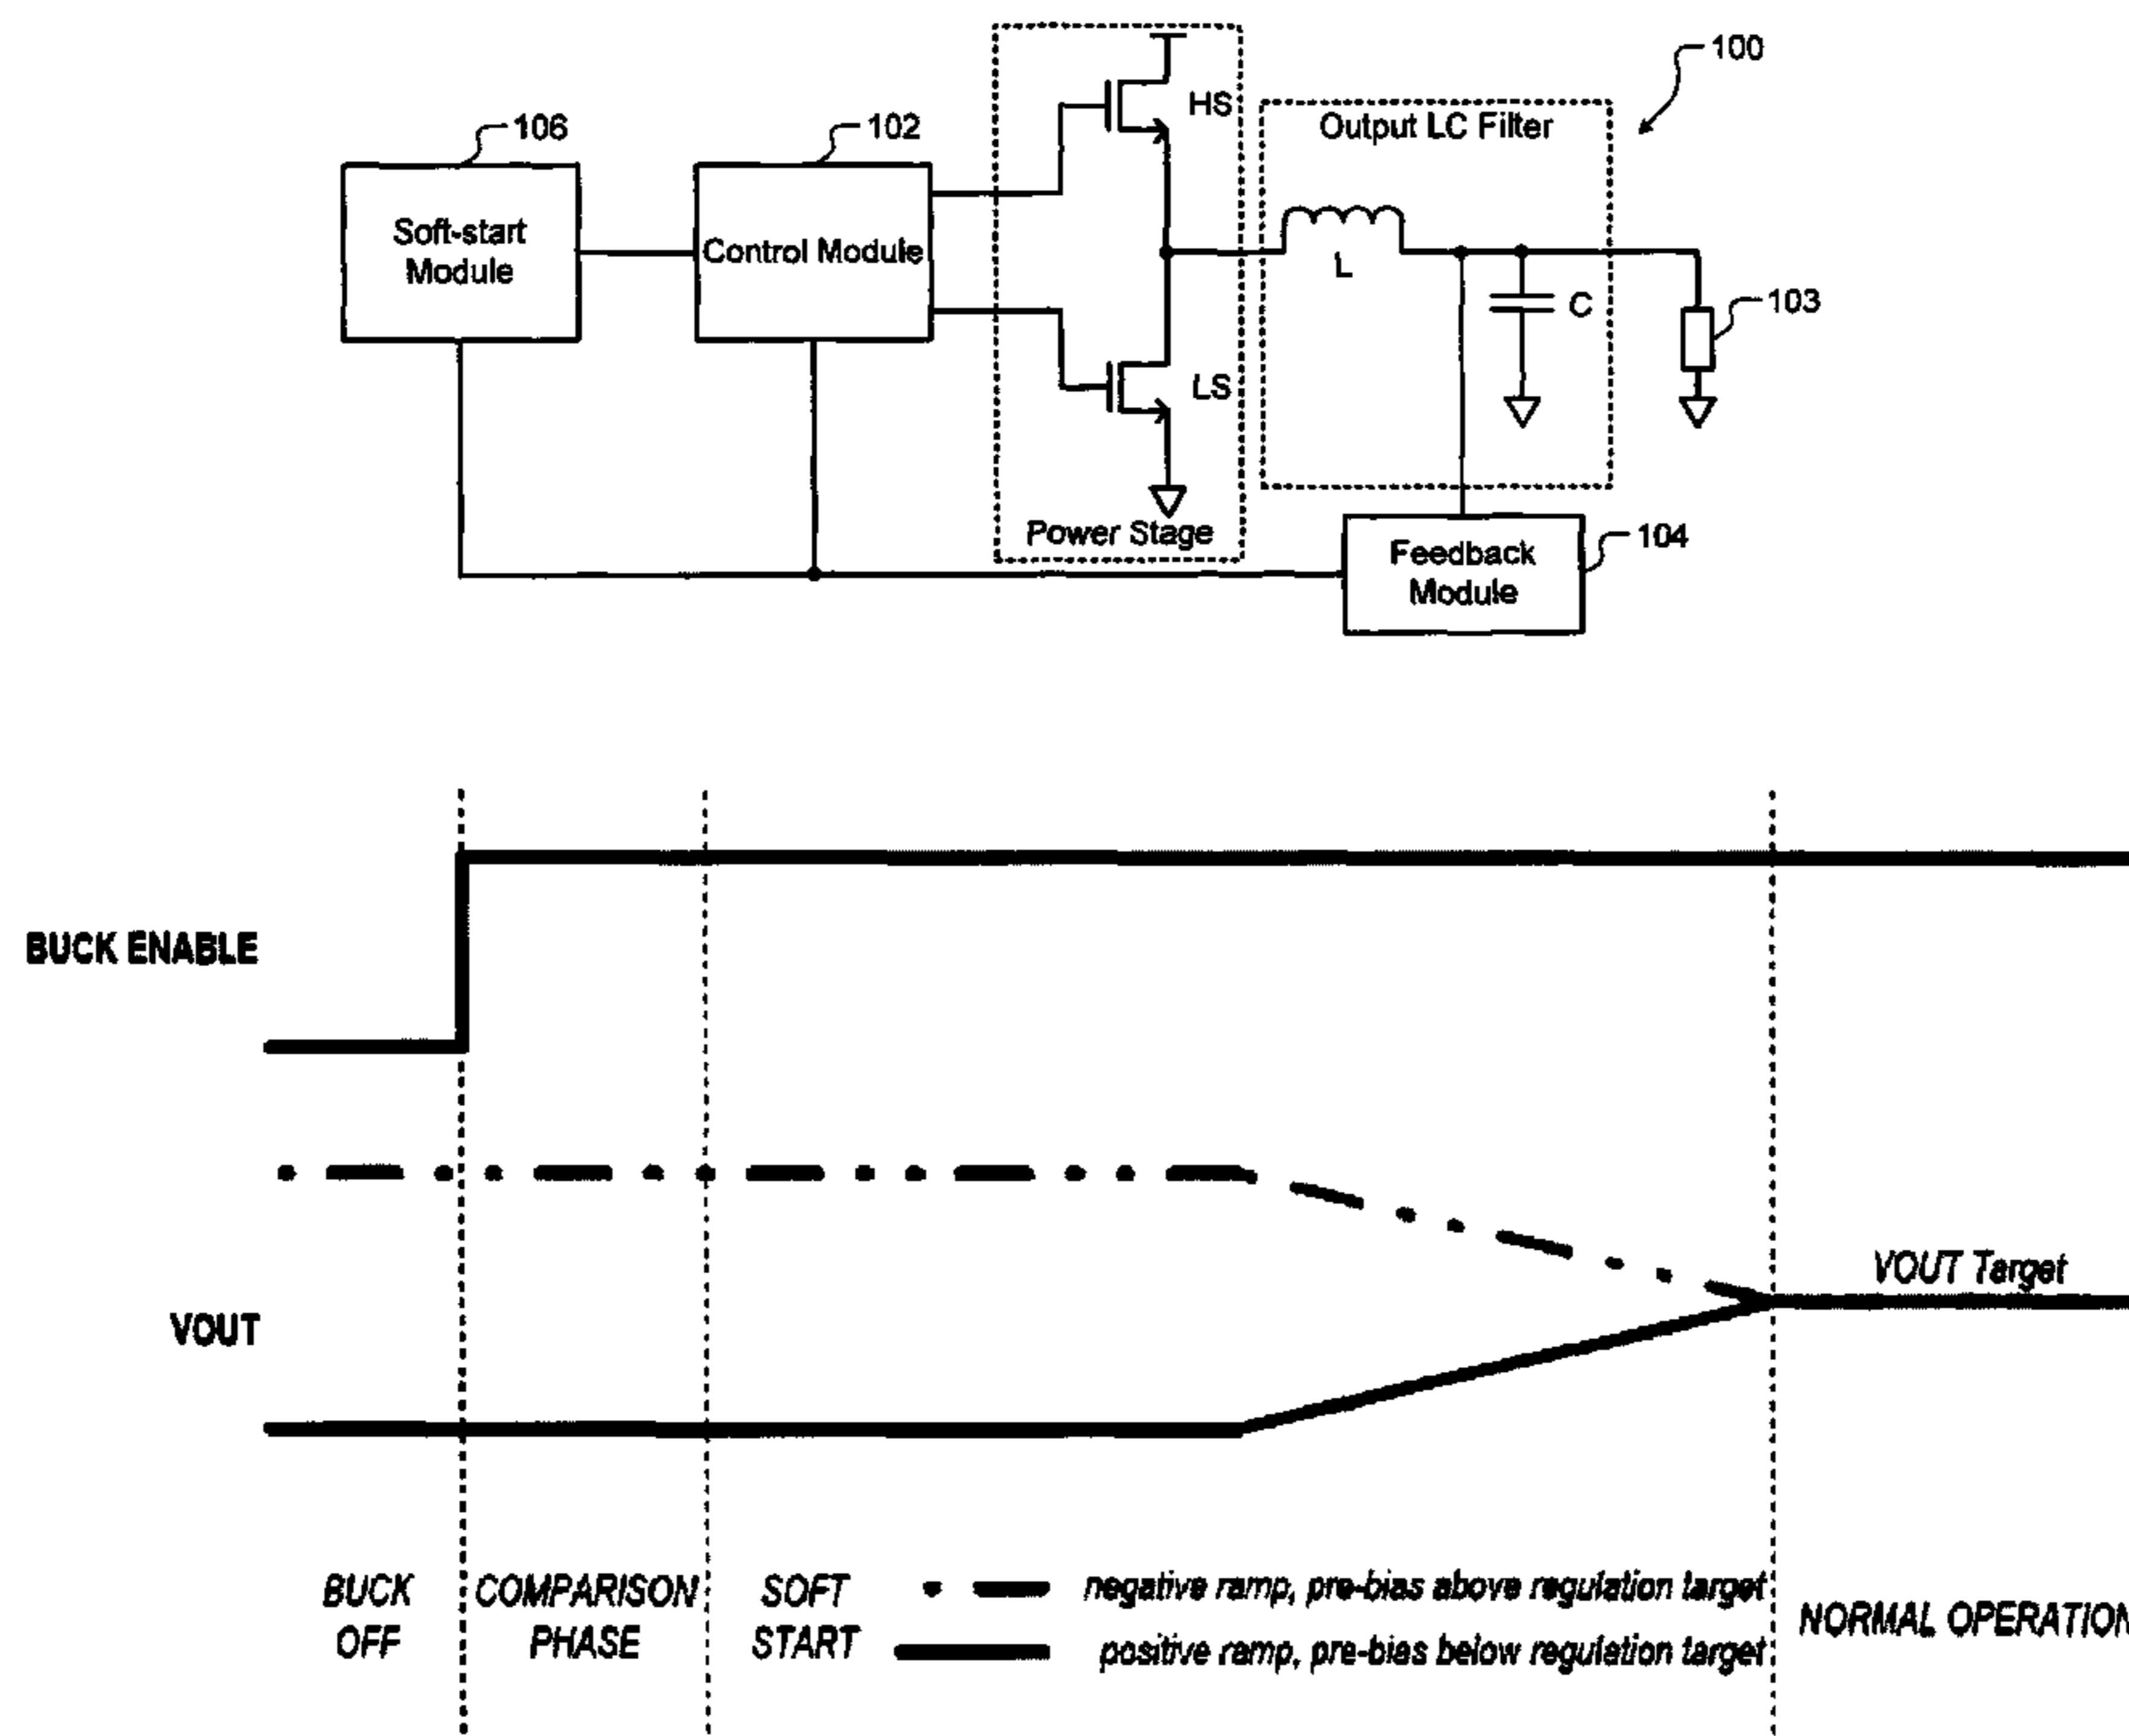 100
106
102
HS
Output LC Filter
Soft-start
Module
Control Module
L
C
103
LS
Power Stage
Feedback
Module
104
BUCK ENABLE
VOUT Target
VOUT
BUCK
OFF
COMPARISON
PHASE
SOFT
START
negative ramp, pre-bias above regulation target
positive ramp, pre-bias below regulation target
NORMAL OPERATION